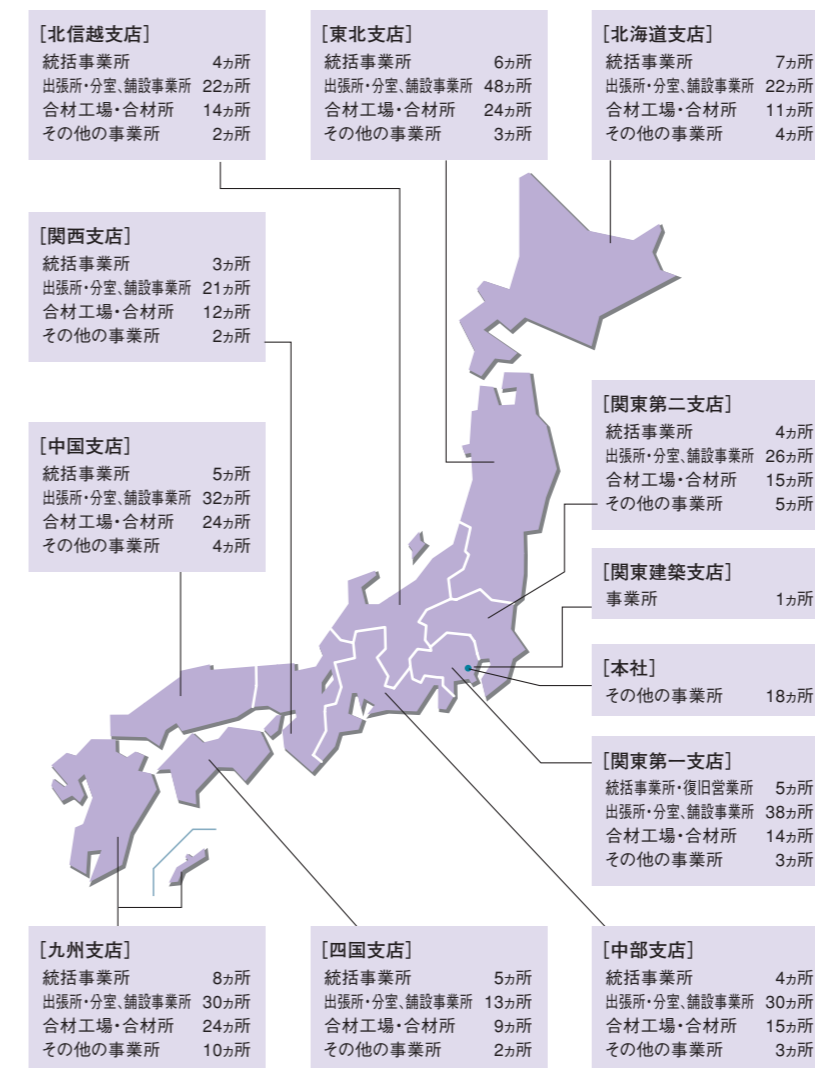 [北信越支店]
統括事業所 4ヵ所
出張所・分室、舗設事業所 22ヵ所
合材工場・合材所 14ヵ所
その他の事業所 2ヵ所
[東北支店]
統括事業所 6ヵ所
出張所・分室、舗設事業所 48ヵ所
合材工場・合材所 24ヵ所
その他の事業所 3ヵ所
[北海道支店]
統括事業所 7ヵ所
出張所・分室、舗設事業所 22ヵ所
合材工場・合材所 11ヵ所
その他の事業所 4ヵ所
[関西支店]
統括事業所 3ヵ所
出張所・分室、舗設事業所 21ヵ所
合材工場・合材所 12ヵ所
その他の事業所 2ヵ所
[中国支店]
統括事業所 5ヵ所
出張所・分室、舗設事業所 32ヵ所
合材工場・合材所 24ヵ所
その他の事業所 4ヵ所
[関東第二支店]
統括事業所 4ヵ所
出張所・分室、舗設事業所 26ヵ所
合材工場・合材所 15ヵ所
その他の事業所 5ヵ所
[関東建築支店]
事業所 1ヵ所
[本社]
その他の事業所 18ヵ所
[関東第一支店]
統括事業所・復旧営業所 5ヵ所
出張所・分室、舗設事業所 38ヵ所
合材工場・合材所 14ヵ所
その他の事業所 3ヵ所
[九州支店]
統括事業所 8ヵ所
出張所・分室、舗設事業所 30ヵ所
合材工場・合材所 24ヵ所
その他の事業所 10ヵ所
[四国支店]
統括事業所 5ヵ所
出張所・分室、舗設事業所 13ヵ所
合材工場・合材所 9ヵ所
その他の事業所 2ヵ所
[中部支店]
統括事業所 4ヵ所
出張所・分室、舗設事業所 30ヵ所
合材工場・合材所 15ヵ所
その他の事業所 3ヵ所